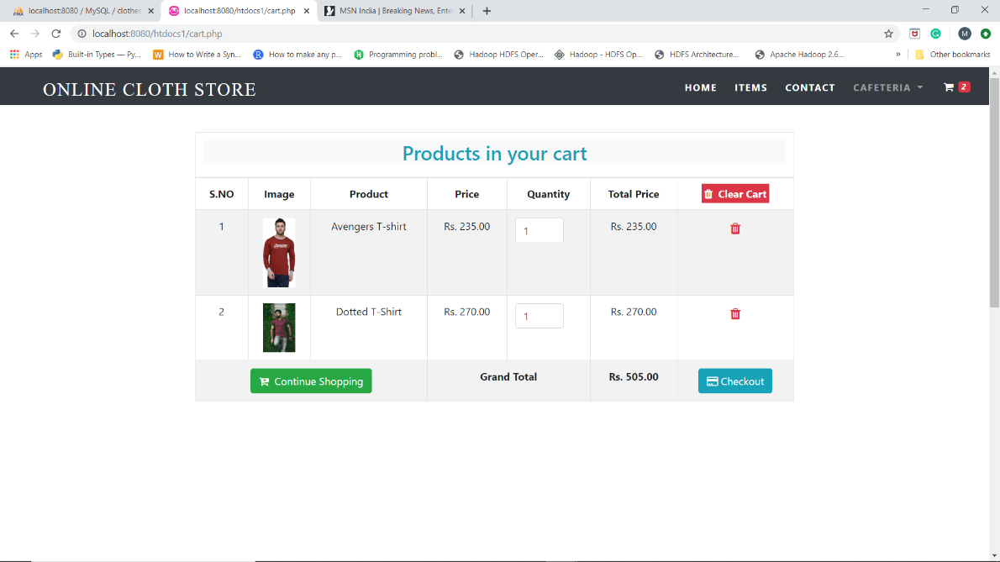 localhost:8080 / MySQL / clothes
localhost:8080/htdocs1/cart.php
MSN India | Breaking News, Ente
localhost:8080/htdocs1/cart.php
M
Apps
Built-in Types — Py...
How to Write a Syn...
How to make any p...
Programming probl...
Hadoop HDFS Oper...
Hadoop - HDFS Op...
HDFS Architecture...
Apache Hadoop 2.6...
»
Other bookmarks
ONLINE CLOTH STORE
HOME ITEMS CONTACT CAFETERIA 2
Products in your cart
S.NO Image Product Price Quantity Total Price Clear Cart
1 Avengers T-shirt Rs. 235.00 1 Rs. 235.00
2 Dotted T-Shirt Rs. 270.00 1 Rs. 270.00
Continue Shopping Grand Total Rs. 505.00 Checkout